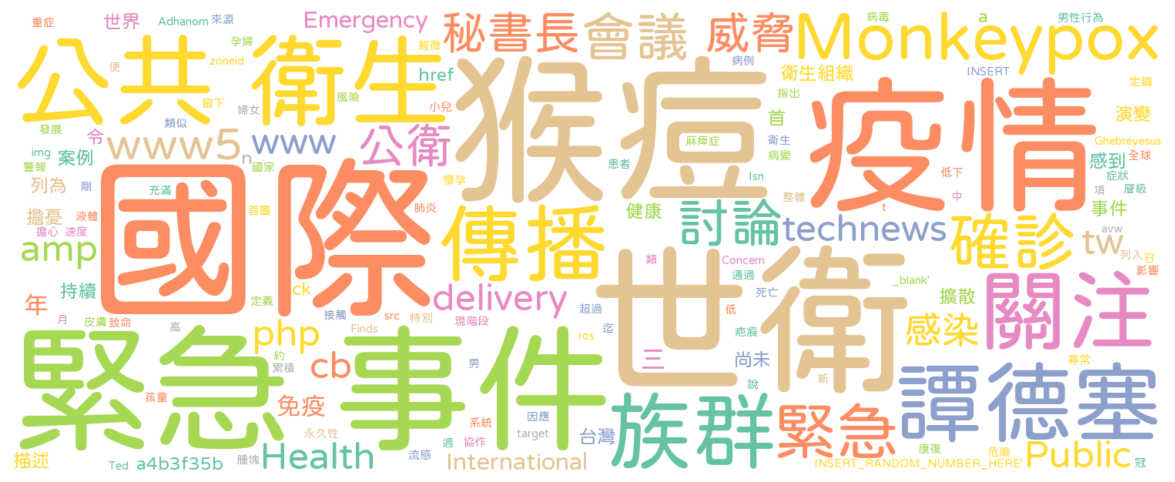 重症 世界 Adhanom 來源 Emergency 秘書長 會議 威脅 病毒 a 男性行為
公共 衛生 孕婦 輕微 Monkeypox
便 zoneid href 猴痘 病例 衛生組織 INSERT 定調
留下 婦女 風險 小兒 疫情 指出 演變
發展 類似 令 www5 n www 公衛 首 麻痺症 衛生 Ghebreyesus
img 案例 警報 國家 患者 病變 感到 全球
列為 剛 充滿 懷孕 lsn 整體 低下 症狀 層級
擔憂 液體 國際 首圖 肺炎 傳播 健康 討論 technews t 中 項 事件
擔心 速度 確診 tw avw
amp 類 Concern 通過 列入 日
年 持續 定義 ck delivery 世衛 死亡 _blank' 擴散 影響
月 皮膚 致命 接觸 src 特別 超過 低 關注
緊急 高 php Finds 現階段 迄 疤痕 感染
事件 約 ros 三 尚未 尋常
累積 cb 男 說 新 譚德塞
孩童 免疫 系統 因應 族群 緊急
描述 永久性 週 協作 target 台灣 康復 危險
Ted a4b3f35b 腫塊 Health 流感 International INSERT_RANDOM_NUMBER_HERE' Public 冠